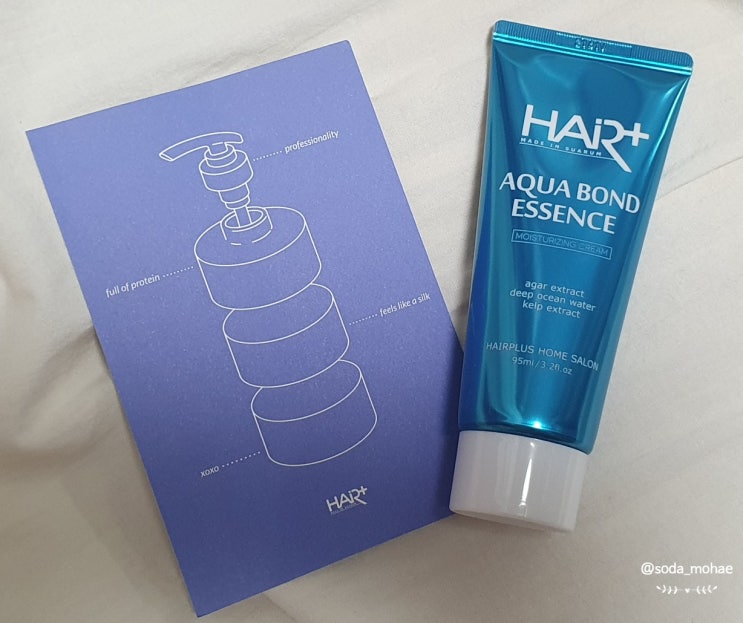 professionality
full of protein
feels like a silk
xoxo
HAiR+
HAiR+
MADE IN SUABUM
AQUA BOND
ESSENCE
MOISTURIZING CREAM
agar extract
deep ocean water
kelp extract
HAIRPLUS HOME SALON
95ml / 3.2fl.oz
@soda_mohae